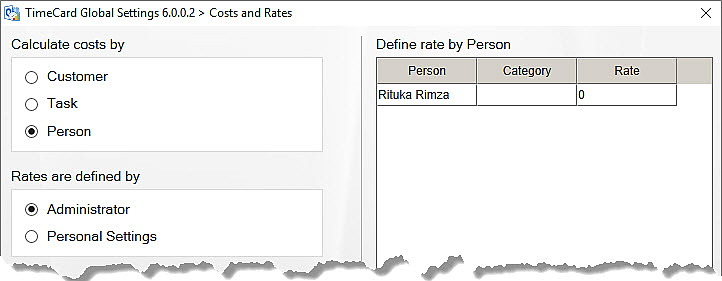 TimeCard Global Settings 6.0.0.2 > Costs and Rates
Calculate costs by
Customer
Task
Person
Rates are defined by
Administrator
Personal Settings
Define rate by Person
Person Category Rate
Rituka Rimza 0